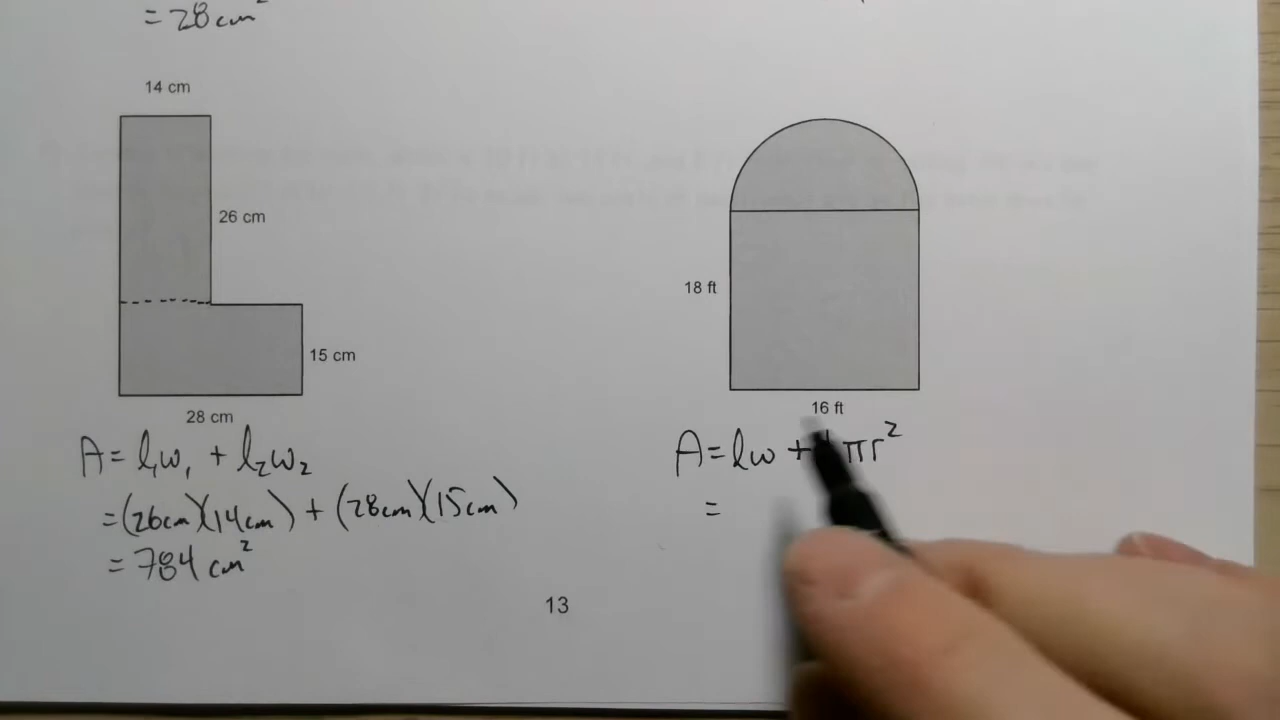 = 28 cm²
14 cm
26 cm
15 cm
28 cm
A = l₁w₁ + l₂w₂
= (26cm)(14cm) + (28cm)(15cm)
= 784 cm²
18 ft
16 ft
A = lw + πr²
=
13